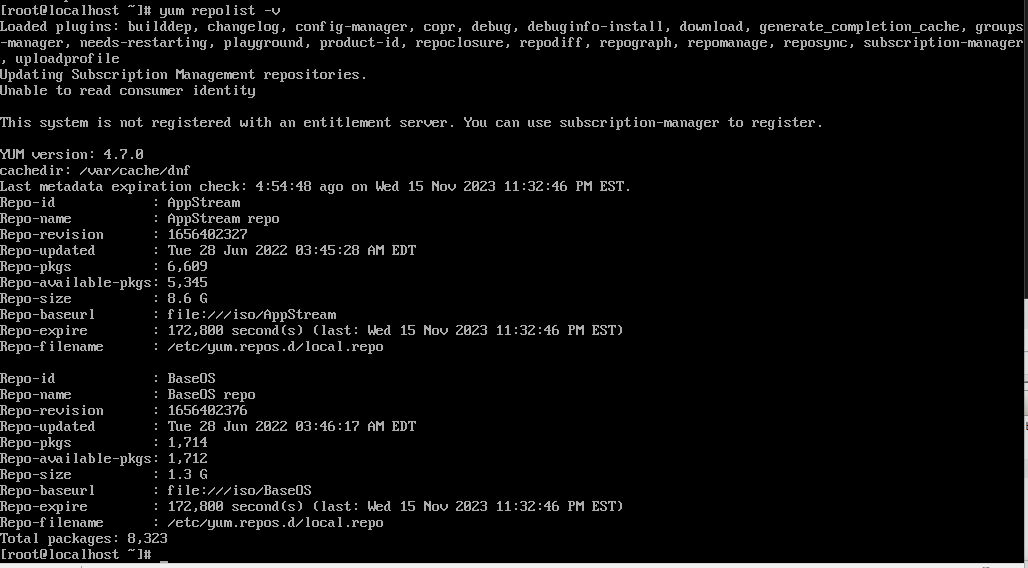 [root@localhost ~]# yum repolist -v
Loaded plugins: builddep, changelog, config-manager, copr, debug, debuginfo-install, download, generate_completion_cache, groups
-manager, needs-restarting, playground, product-id, repoclosure, repodiff, repograph, repomanage, reposync, subscription-manager
, uploadprofile
Updating Subscription Management repositories.
Unable to read consumer identity
This system is not registered with an entitlement server. You can use subscription-manager to register.
YUM version: 4.7.0
cachedir: /var/cache/dnf
Last metadata expiration check: 4:54:48 ago on Wed 15 Nov 2023 11:32:46 PM EST.
Repo-id            : AppStream
Repo-name          : AppStream repo
Repo-revision      : 1656402327
Repo-updated       : Tue 28 Jun 2022 03:45:28 AM EDT
Repo-pkgs          : 6,609
Repo-available-pkgs: 5,345
Repo-size          : 8.6 G
Repo-baseurl       : file:///iso/AppStream
Repo-expire        : 172,800 second(s) (last: Wed 15 Nov 2023 11:32:46 PM EST)
Repo-filename      : /etc/yum.repos.d/local.repo
Repo-id            : BaseOS
Repo-name          : BaseOS repo
Repo-revision      : 1656402376
Repo-updated       : Tue 28 Jun 2022 03:46:17 AM EDT
Repo-pkgs          : 1,714
Repo-available-pkgs: 1,712
Repo-size          : 1.3 G
Repo-baseurl       : file:///iso/BaseOS
Repo-expire        : 172,800 second(s) (last: Wed 15 Nov 2023 11:32:46 PM EST)
Repo-filename      : /etc/yum.repos.d/local.repo
Total packages: 8,323
[root@localhost ~]# _